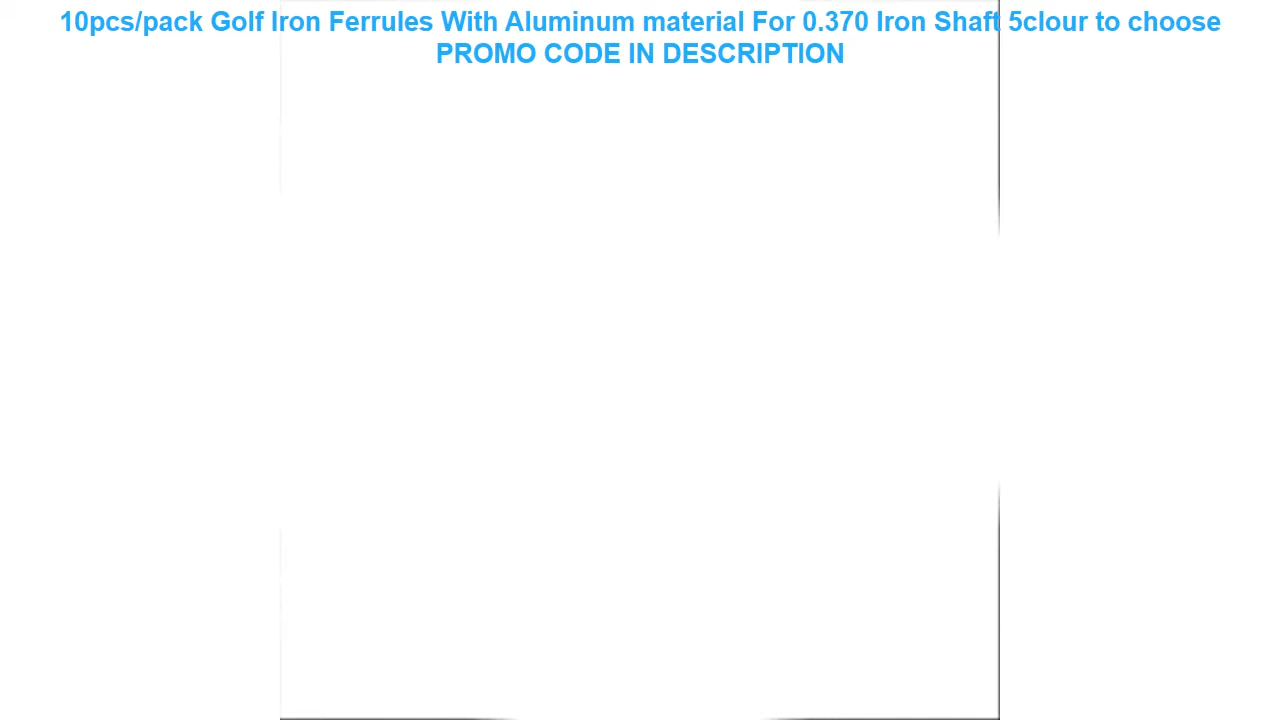 10pcs/pack Golf Iron Ferrules With Aluminum material For 0.370 Iron Shaft 5clour to choose
PROMO CODE IN DESCRIPTION